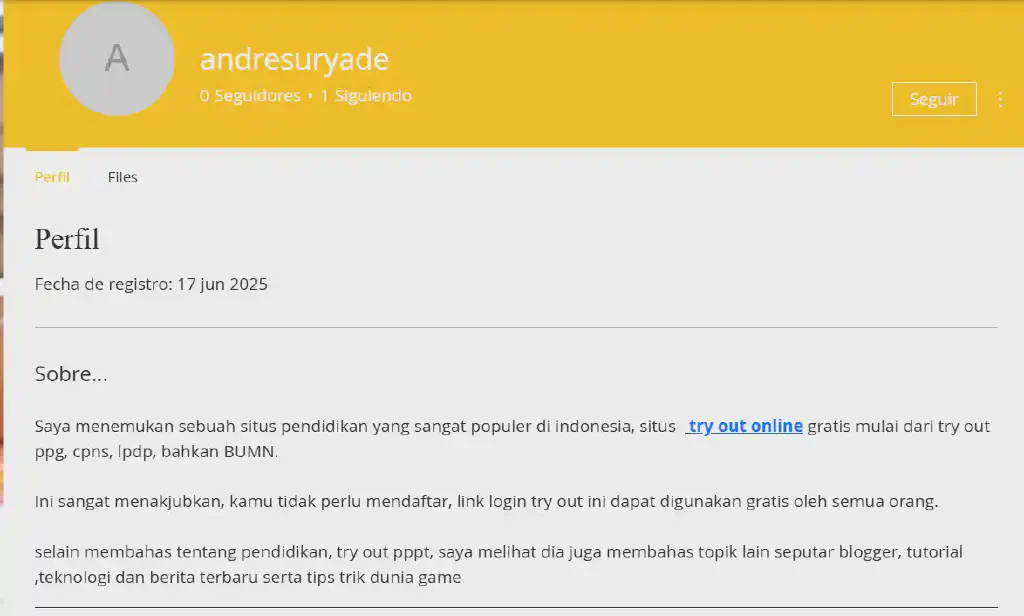 A
andresuryade
0 Seguidores • 1 Siguiendo
Seguir
Perfil
Files
Perfil
Fecha de registro: 17 jun 2025
Sobre...
Saya menemukan sebuah situs pendidikan yang sangat populer di indonesia, situs try out online gratis mulai dari try out
ppg, cpns, lpdp, bahkan BUMN.
Ini sangat menakjubkan, kamu tidak perlu mendaftar, link login try out ini dapat digunakan gratis oleh semua orang.
selain membahas tentang pendidikan, try out pppt, saya melihat dia juga membahas topik lain seputar blogger, tutorial
,teknologi dan berita terbaru serta tips trik dunia game